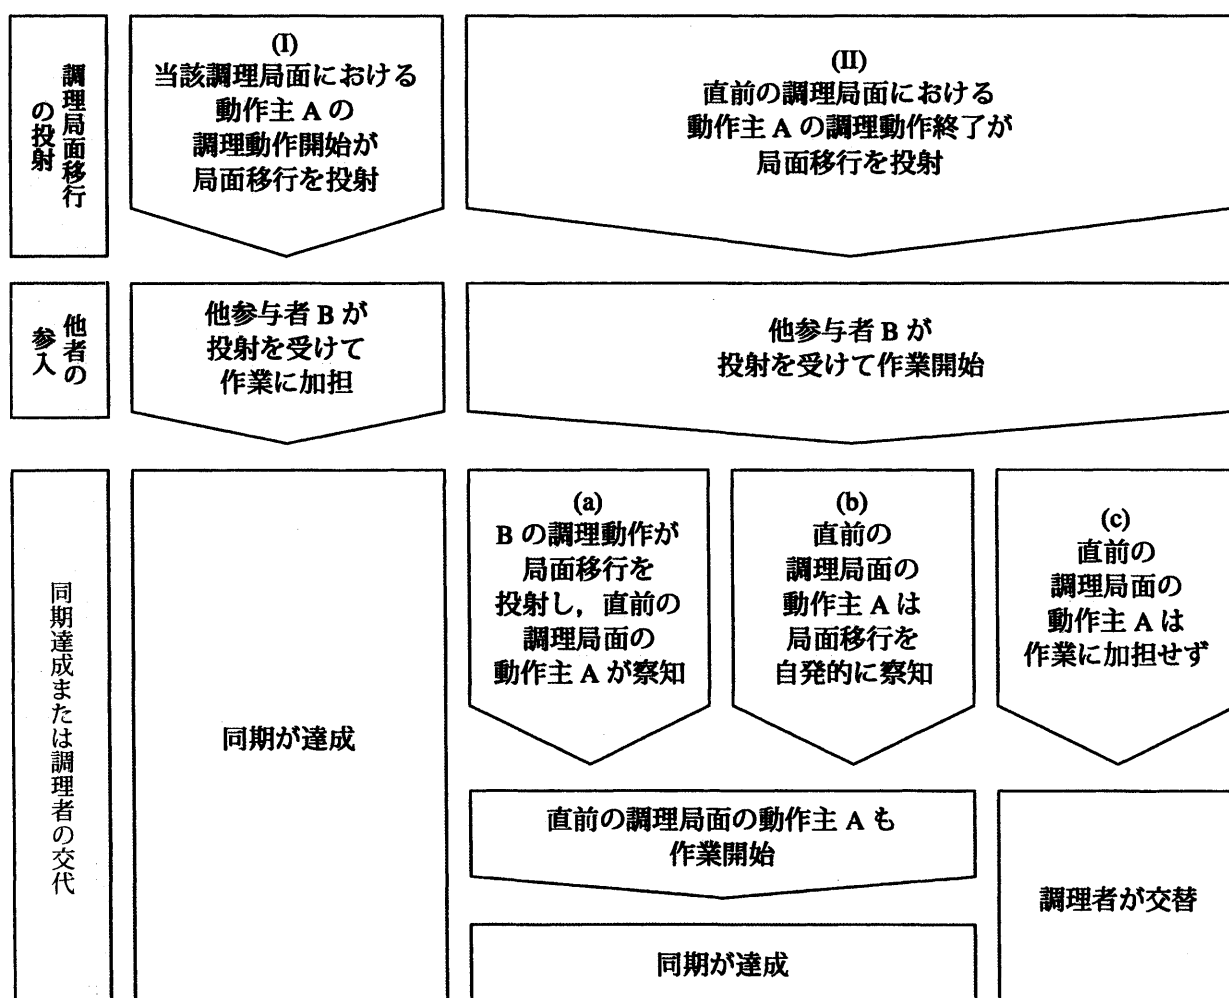 調理局面移行
の投射
(I)
当該調理局面における
動作主 A の
調理動作開始が
局面移行を投射
(II)
直前の調理局面における
動作主 A の調理動作終了が
局面移行を投射
他者の
参入
他参与者 B が
投射を受けて
作業に加担
他参与者 B が
投射を受けて作業開始
同期達成または調理者の交代
同期が達成
(a)
B の調理動作が
局面移行を
投射し，直前の
調理局面の
動作主 A が察知
(b)
直前の
調理局面の
動作主 A は
局面移行を
自発的に察知
(c)
直前の
調理局面の
動作主 A は
作業に加担せず
直前の調理局面の動作主 A も
作業開始
同期が達成
調理者が交替